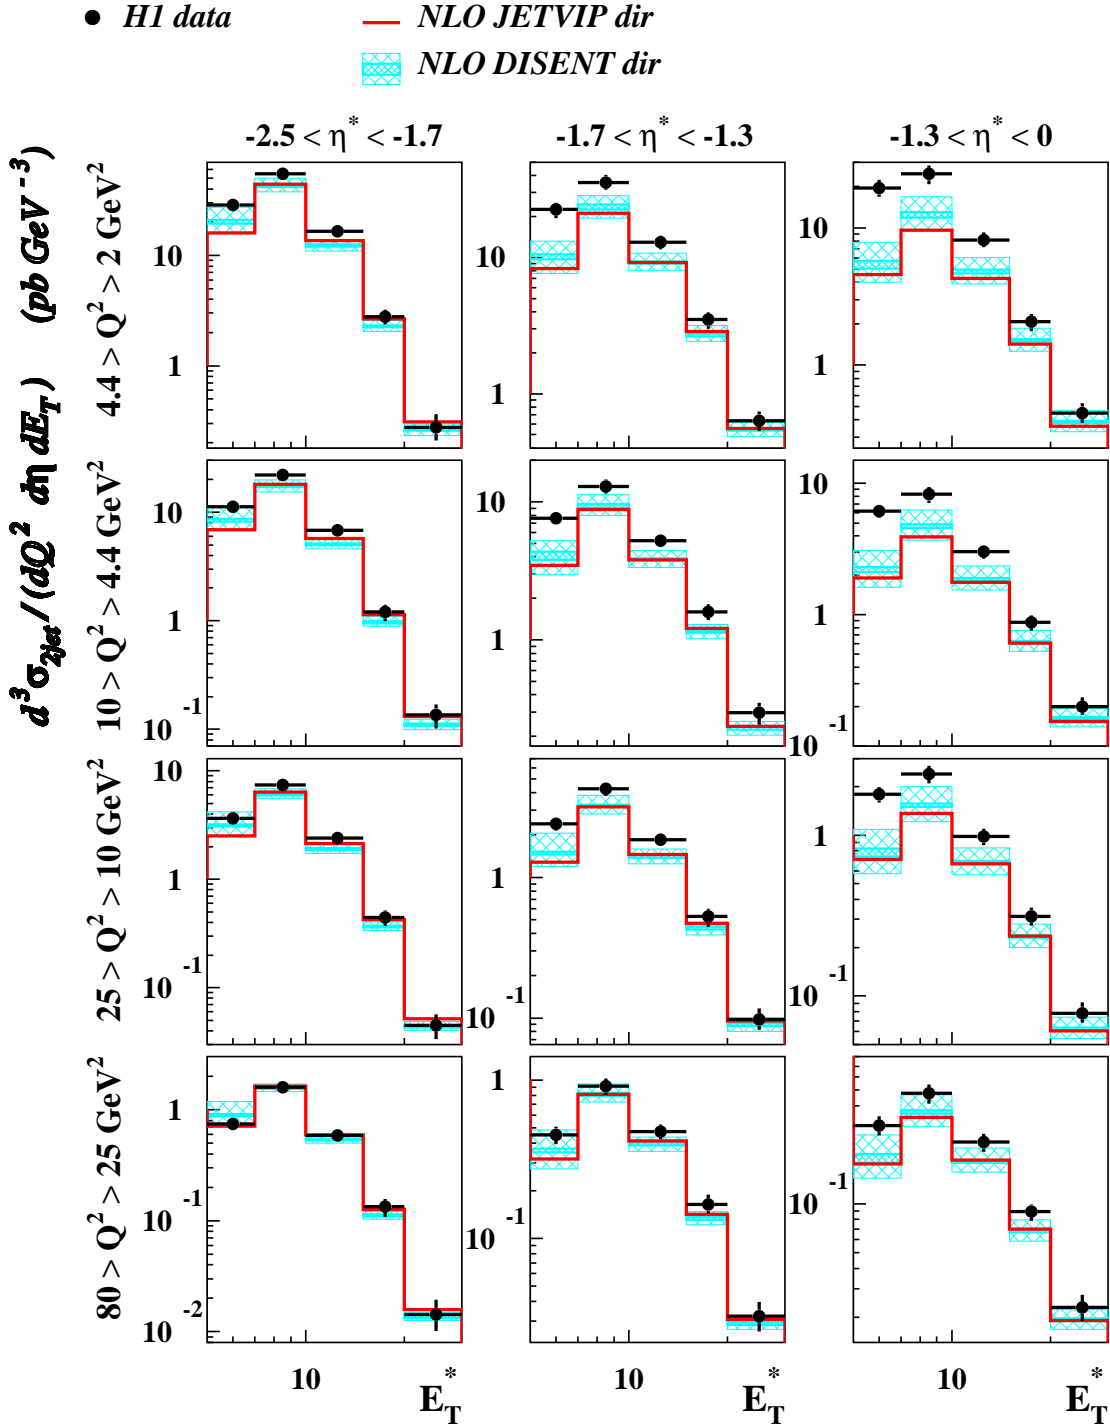 H1 data
NLO JETVIP dir
NLO DISENT dir
-2.5 < η* < -1.7
-1.7 < η* < -1.3
-1.3 < η* < 0
d³σ₂jet/(dQ² dη dE_T) (pb GeV⁻³)
4.4 > Q² > 2 GeV²
10
1
10
1
10
1
10 > Q² > 4.4 GeV²
10
1
10⁻¹
10
1
10
1
10⁻¹
25 > Q² > 10 GeV²
10
1
10⁻¹
1
10⁻¹
1
10⁻¹
80 > Q² > 25 GeV²
1
10⁻¹
10⁻²
1
10⁻¹
10⁻¹
10
E_T*
10
E_T*
10
E_T*